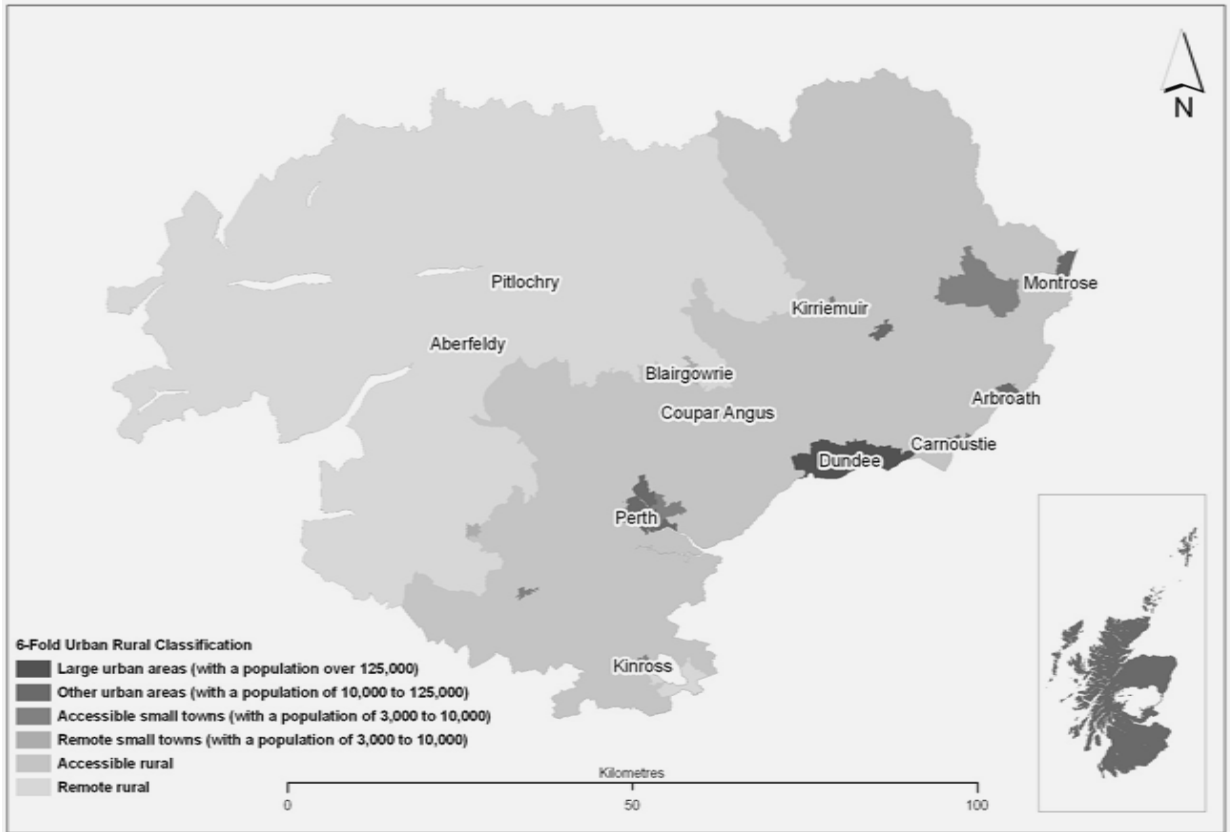 N
Pitlochry
Montrose
Kirriemuir
Aberfeldy
Blairgowrie
Coupar Angus
Arbroath
Carnoustie
Dundee
Perth
Kinross
6-Fold Urban Rural Classification
Large urban areas (with a population over 125,000)
Other urban areas (with a population of 10,000 to 125,000)
Accessible small towns (with a population of 3,000 to 10,000)
Remote small towns (with a population of 3,000 to 10,000)
Accessible rural
Remote rural
Kilometres
0 50 100